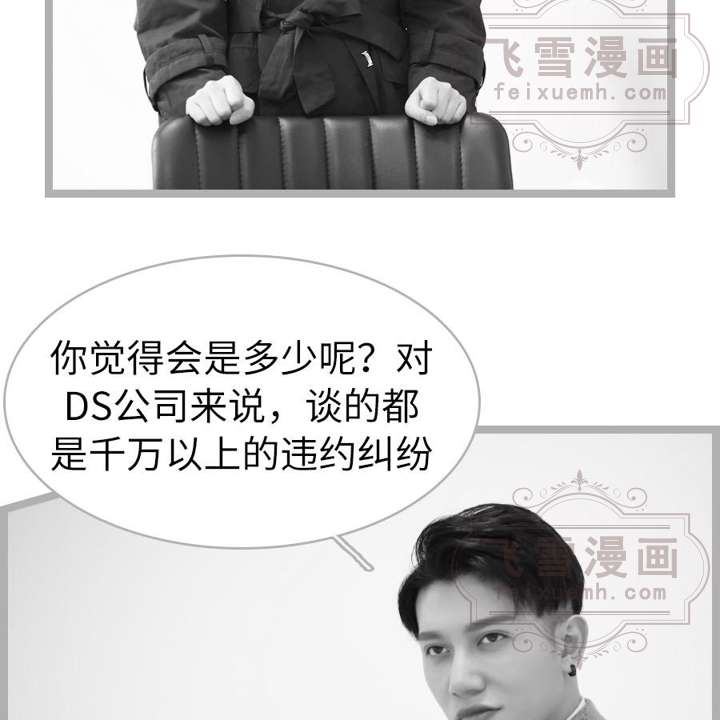 飞雪漫画
feixuemh.com
你觉得会是多少呢？对
DS公司来说，谈的都
是千万以上的违约纠纷
飞雪漫画
feixuemh.com